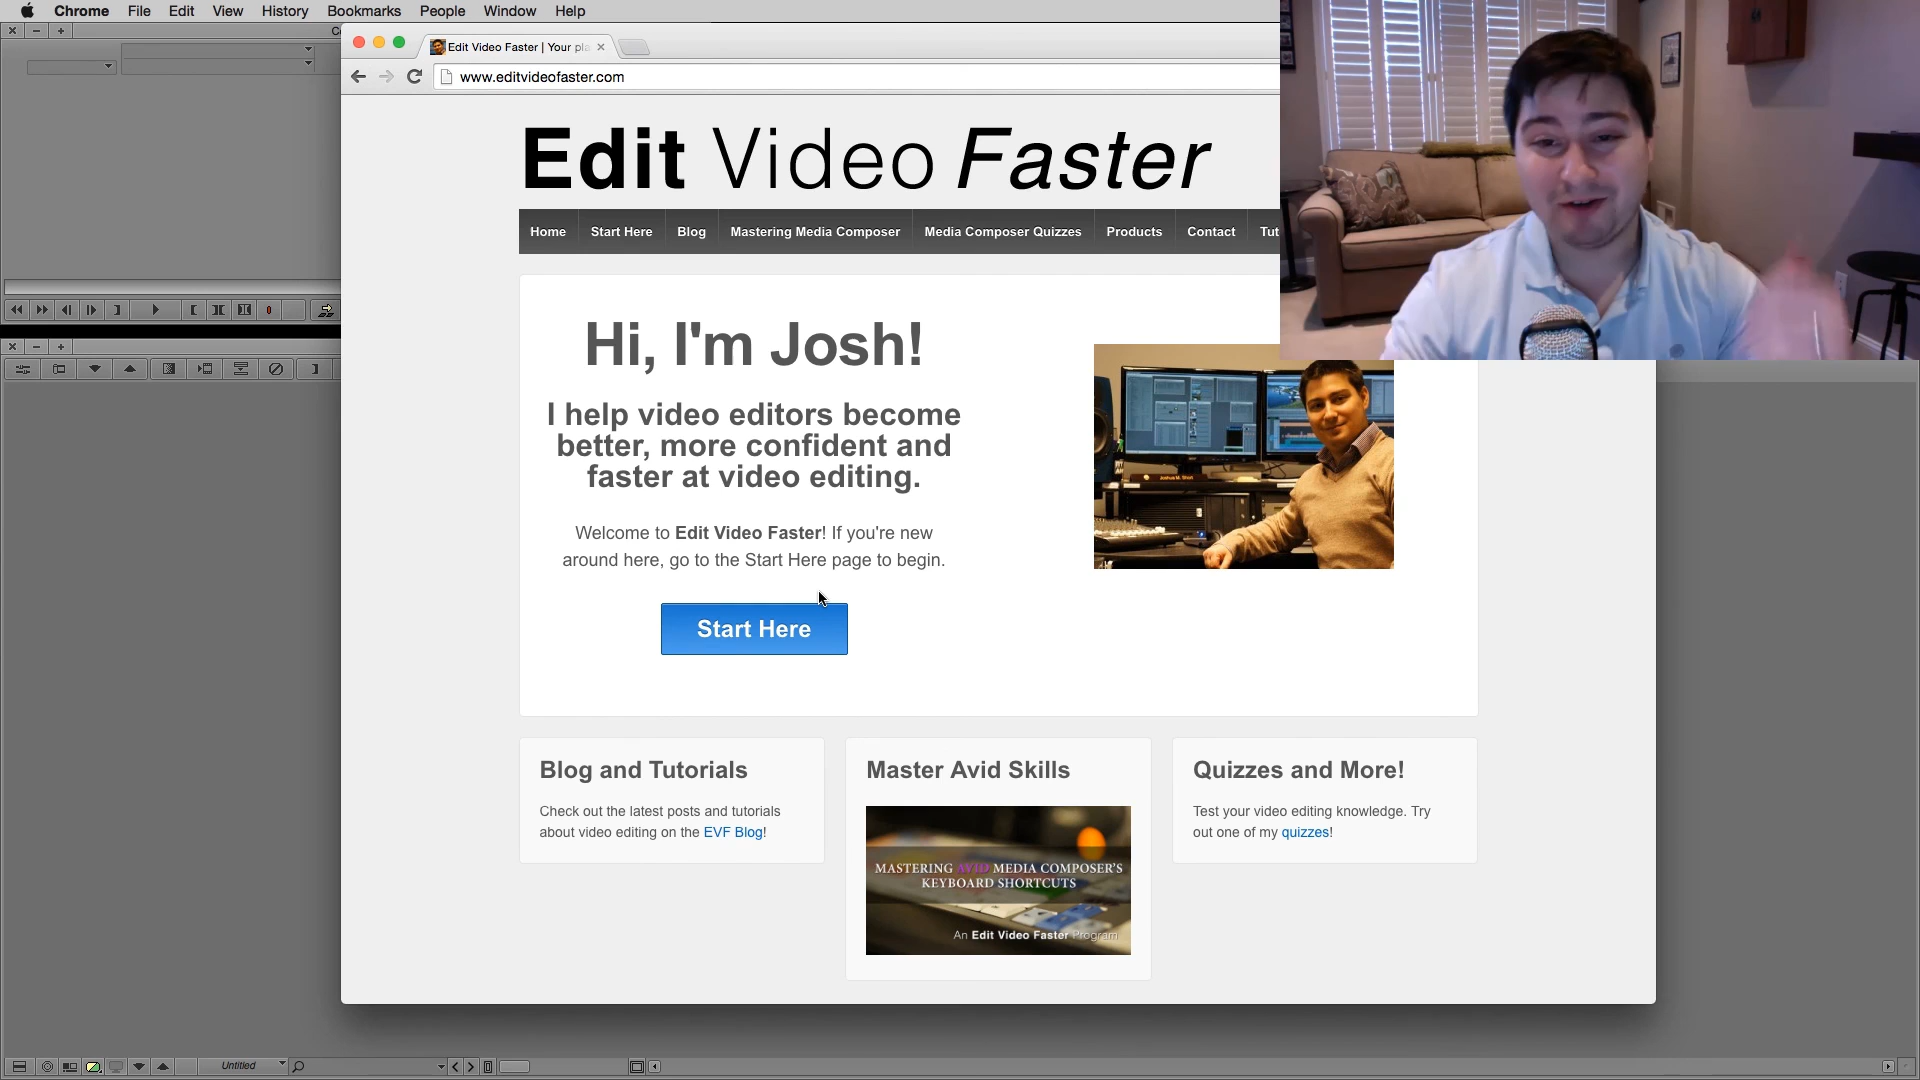 Chrome File Edit View History Bookmarks People Window Help
Edit Video Faster | Your pla
www.editvideofaster.com
Edit Video Faster
Home Start Here Blog Mastering Media Composer Media Composer Quizzes Products Contact Tut
Hi, I'm Josh!
I help video editors become
better, more confident and
faster at video editing.
Welcome to Edit Video Faster! If you're new
around here, go to the Start Here page to begin.
Start Here
Joshua M. Short
Blog and Tutorials
Check out the latest posts and tutorials
about video editing on the EVF Blog!
Master Avid Skills
MASTERING AVID MEDIA COMPOSER'S
KEYBOARD SHORTCUTS
An Edit Video Faster Program
Quizzes and More!
Test your video editing knowledge. Try
out one of my quizzes!
Untitled